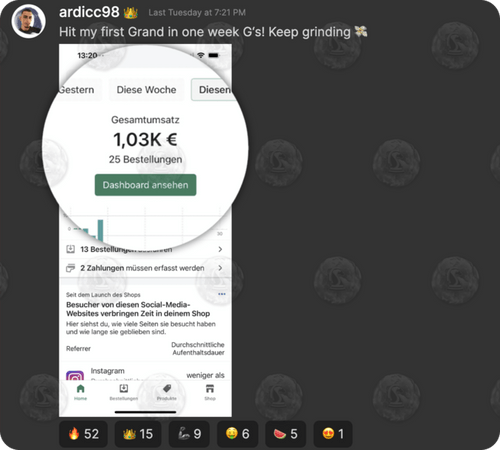 ardicc98 👑 Last Tuesday at 7:21 PM
Hit my first Grand in one week G's! Keep grinding 💸
13:20
Gestern Diese Woche Diesen
Gesamtumsatz
1,03K €
25 Bestellungen
Dashboard ansehen
13 Bestellungen ausführen
2 Zahlungen müssen erfasst werden
Seit dem Launch des Shops
Besucher von diesen Social-Media-
Websites verbringen Zeit in deinem Shop
Hier siehst du, wie viele Seiten sie besucht haben
und wie lange sie geblieben sind.
Referrer
Durchschnittliche
Aufenthaltsdauer
Instagram
weniger als
Home Bestellungen Produkte Shop
🔥 52 👑 15 🦾 9 🤑 6 🍉 5 😍 1